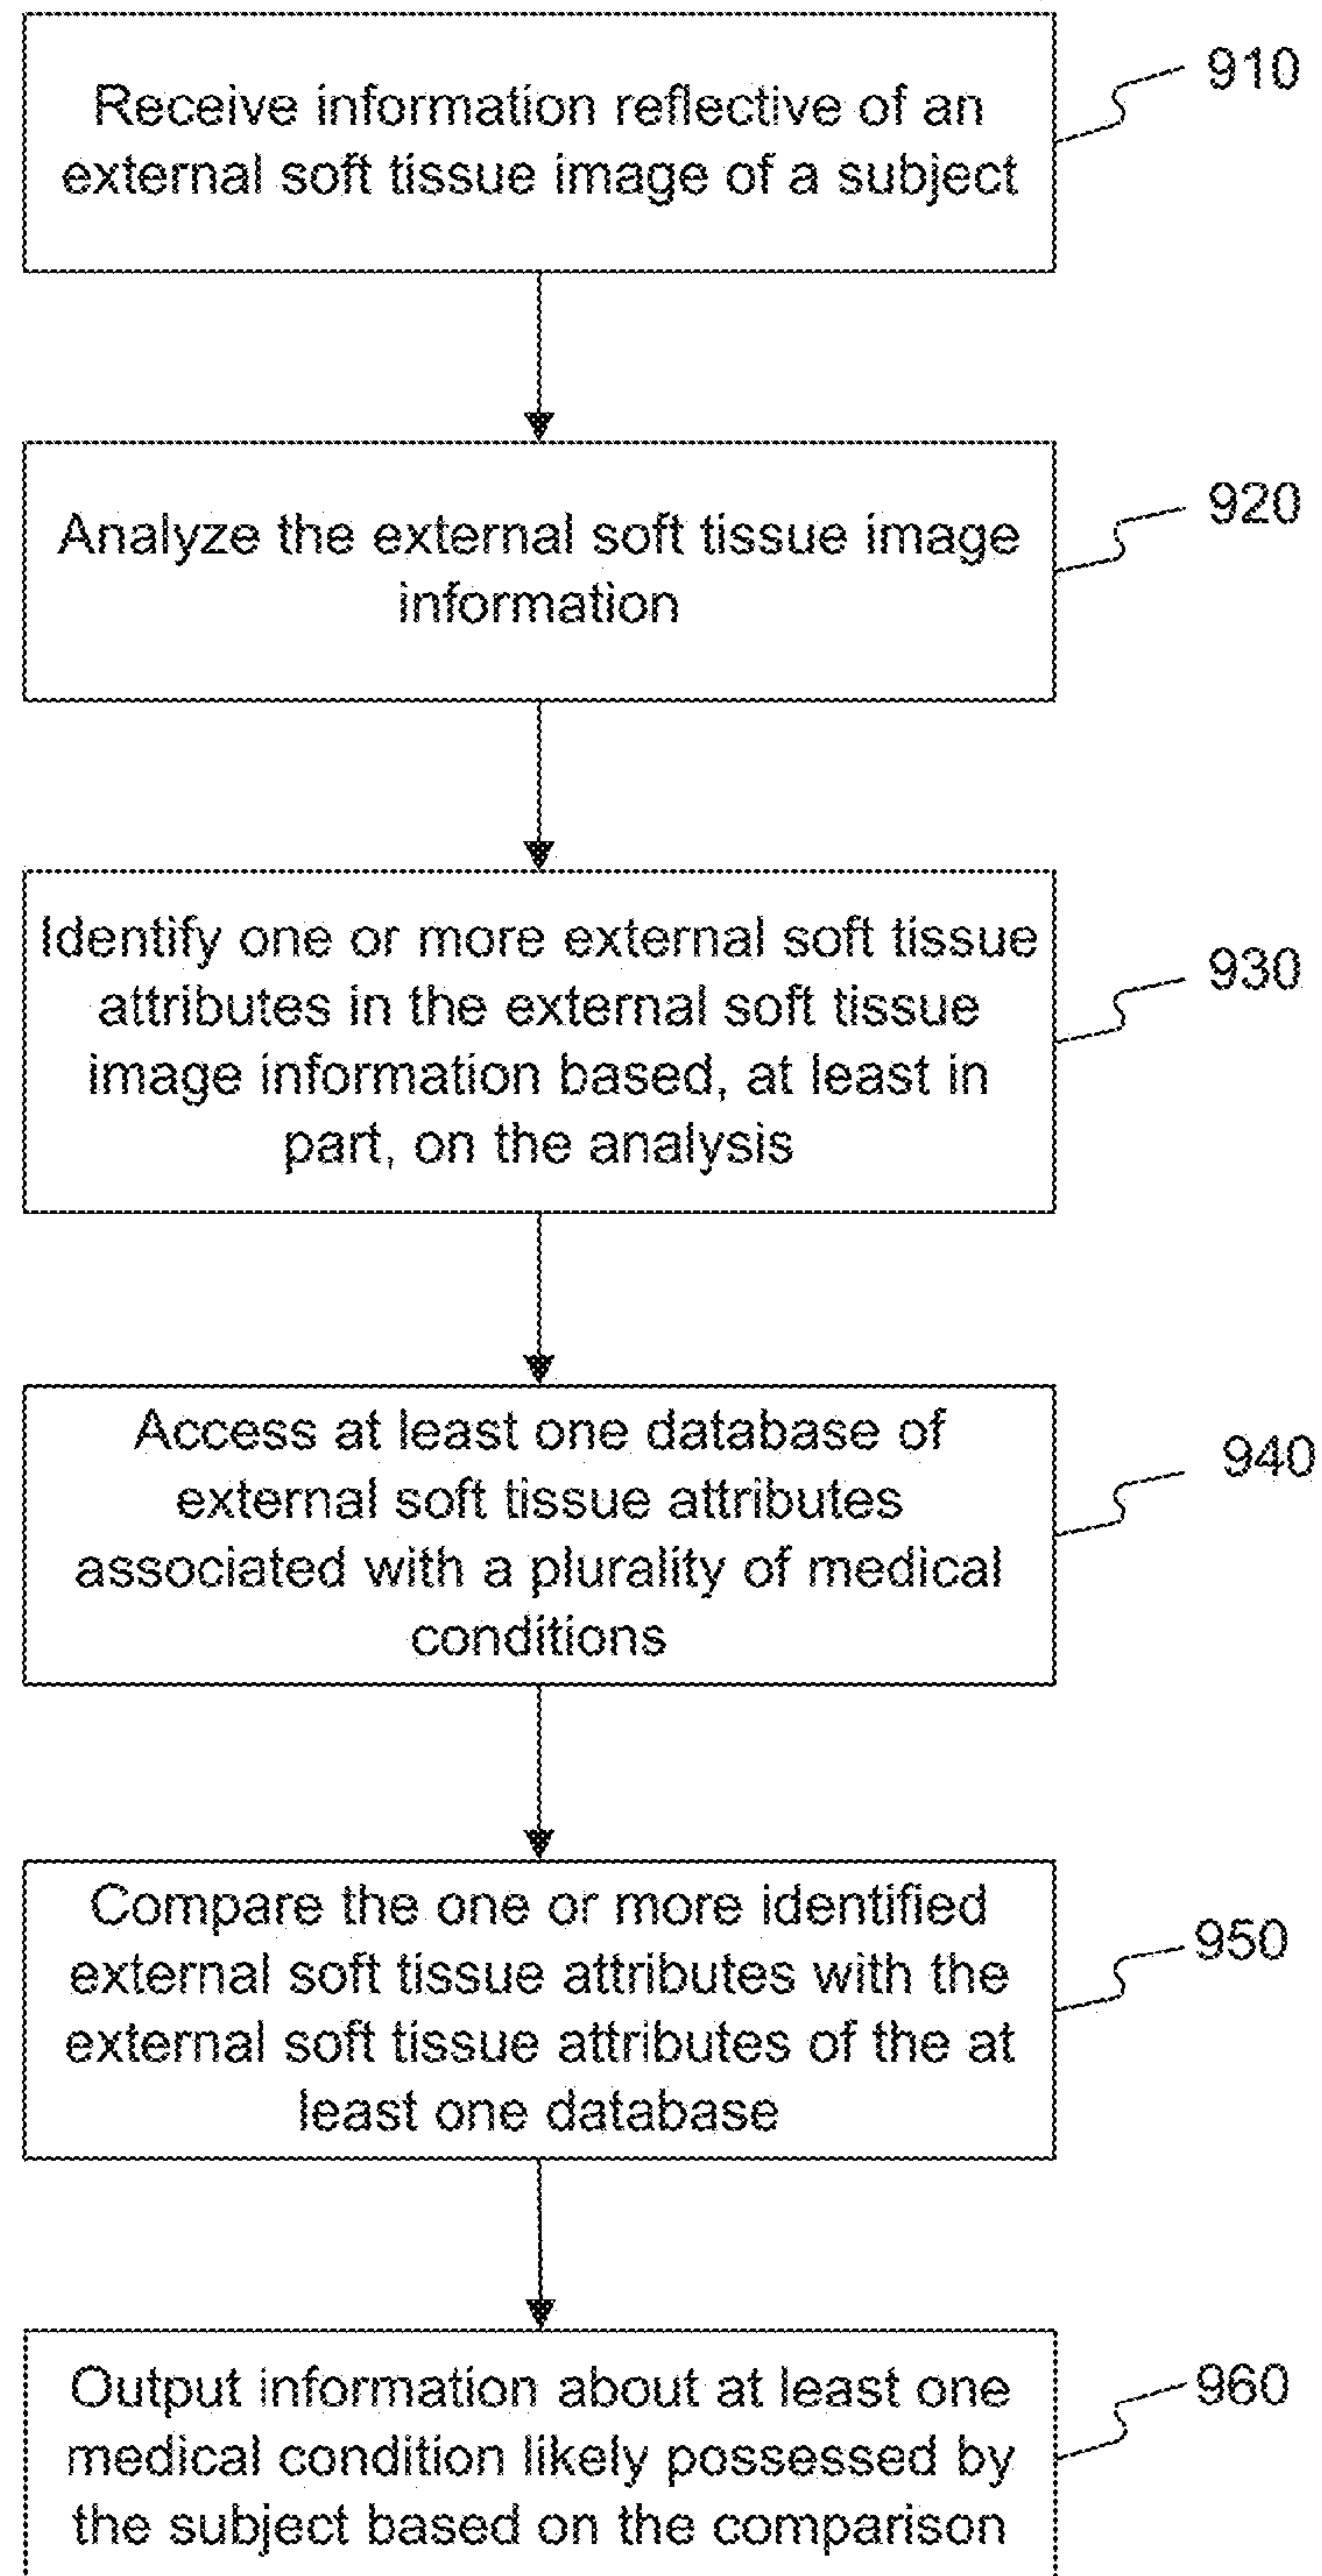 Receive information reflective of an
external soft tissue image of a subject
910
Analyze the external soft tissue image
information
920
Identify one or more external soft tissue
attributes in the external soft tissue
image information based, at least in
part, on the analysis
930
Access at least one database of
external soft tissue attributes
associated with a plurality of medical
conditions
940
Compare the one or more identified
external soft tissue attributes with the
external soft tissue attributes of the at
least one database
950
Output information about at least one
medical condition likely possessed by
the subject based on the comparison
960